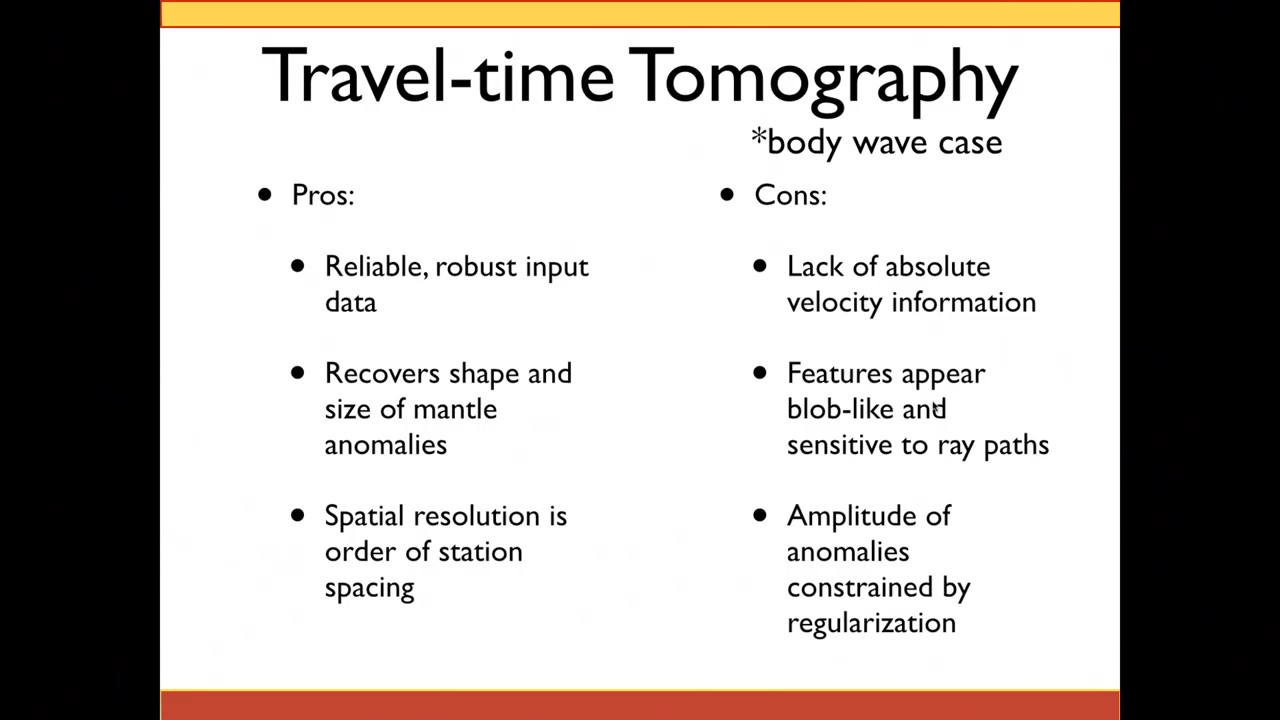 Travel-time Tomography
*body wave case
• Pros:
• Reliable, robust input
data
• Recovers shape and
size of mantle
anomalies
• Spatial resolution is
order of station
spacing
• Cons:
• Lack of absolute
velocity information
• Features appear
blob-like and
sensitive to ray paths
• Amplitude of
anomalies
constrained by
regularization